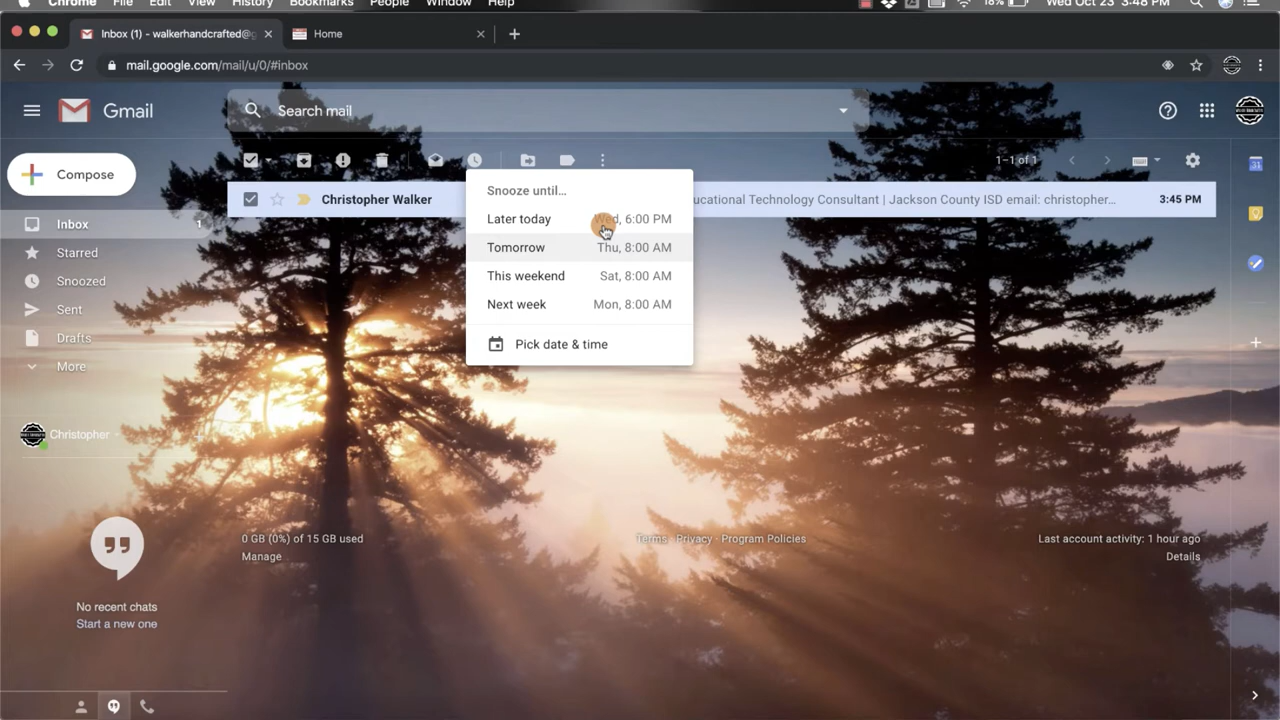 Chrome File Edit View History Bookmarks People Window Help 18% Wed Oct 23 3:48 PM
Inbox (1) - walkerhandcrafted@g Home
mail.google.com/mail/u/0/#inbox
Gmail Search mail
Compose 1–1 of 1
Snooze until...
Christopher Walker ucational Technology Consultant | Jackson County ISD email: christopher... 3:45 PM
Inbox 1
Later today Wed, 6:00 PM
Starred
Tomorrow Thu, 8:00 AM
Snoozed
This weekend Sat, 8:00 AM
Sent
Next week Mon, 8:00 AM
Drafts
Pick date & time
More
Christopher
0 GB (0%) of 15 GB used
Manage
Terms · Privacy · Program Policies
Last account activity: 1 hour ago
Details
No recent chats
Start a new one
31